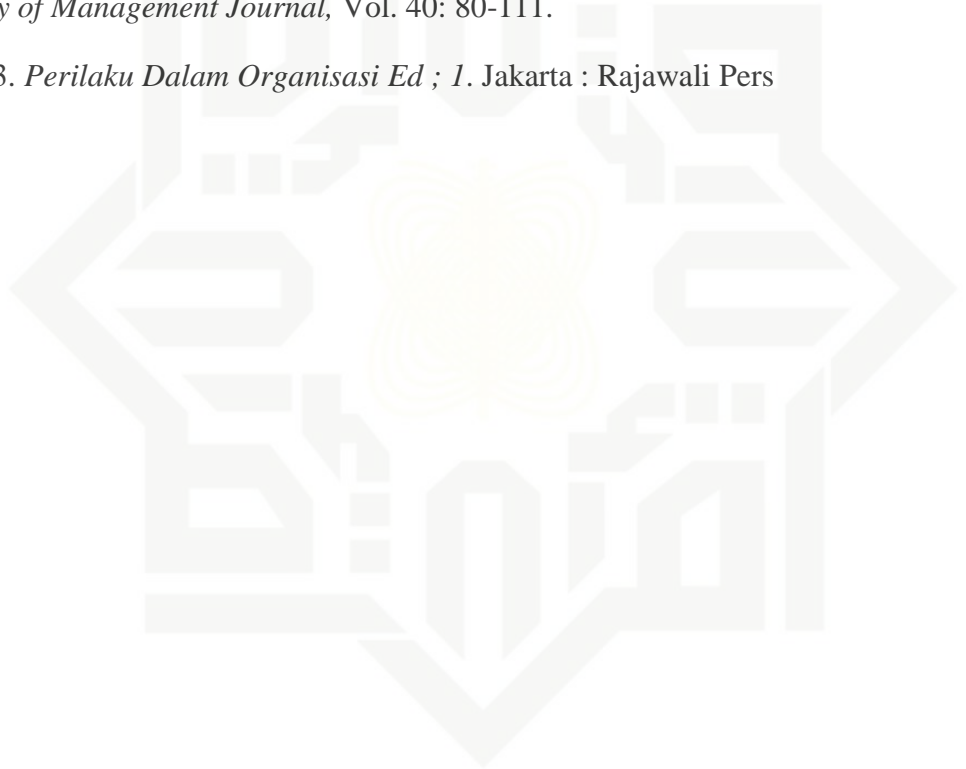 y of Management Journal, Vol. 40: 80-111.
3. Perilaku Dalam Organisasi Ed ; 1. Jakarta : Rajawali Pers